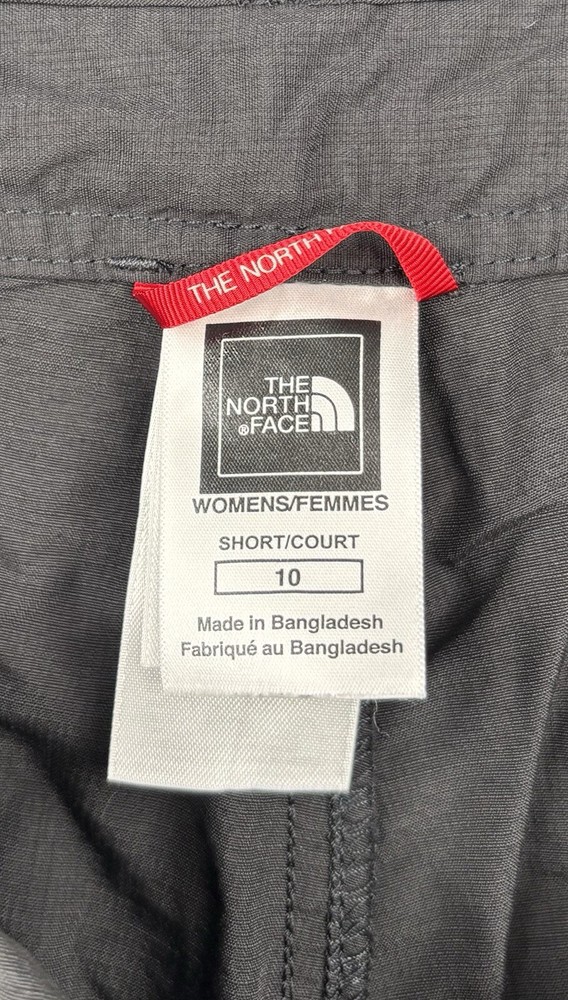 THE NORTH
THE
NORTH
®FACE
WOMENS/FEMMES
SHORT/COURT
10
Made in Bangladesh
Fabriqué au Bangladesh